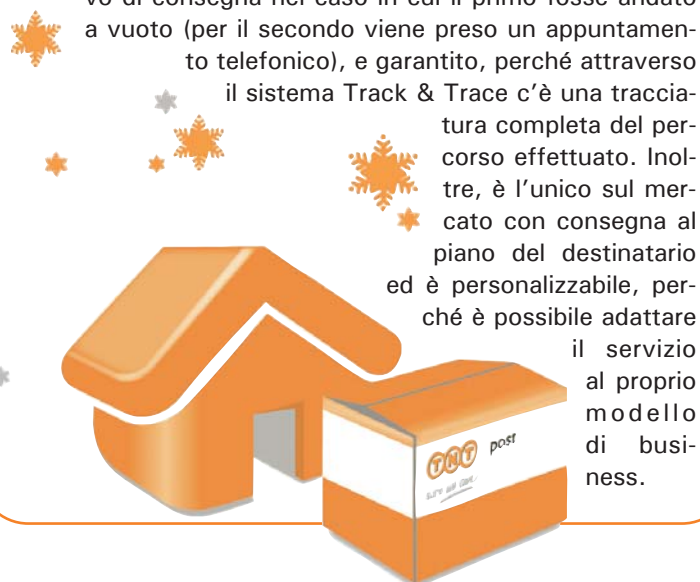 vo di consegna nel caso in cui il primo fosse andato
a vuoto (per il secondo viene preso un appuntamen-
to telefonico), e garantito, perché attraverso
il sistema Track & Trace c'è una traccia-
tura completa del per-
corso effettuato. Inol-
tre, è l'unico sul mer-
cato con consegna al
piano del destinatario
ed è personalizzabile, per-
ché è possibile adattare
il servizio
al proprio
modello
di busi-
ness.
TNT post